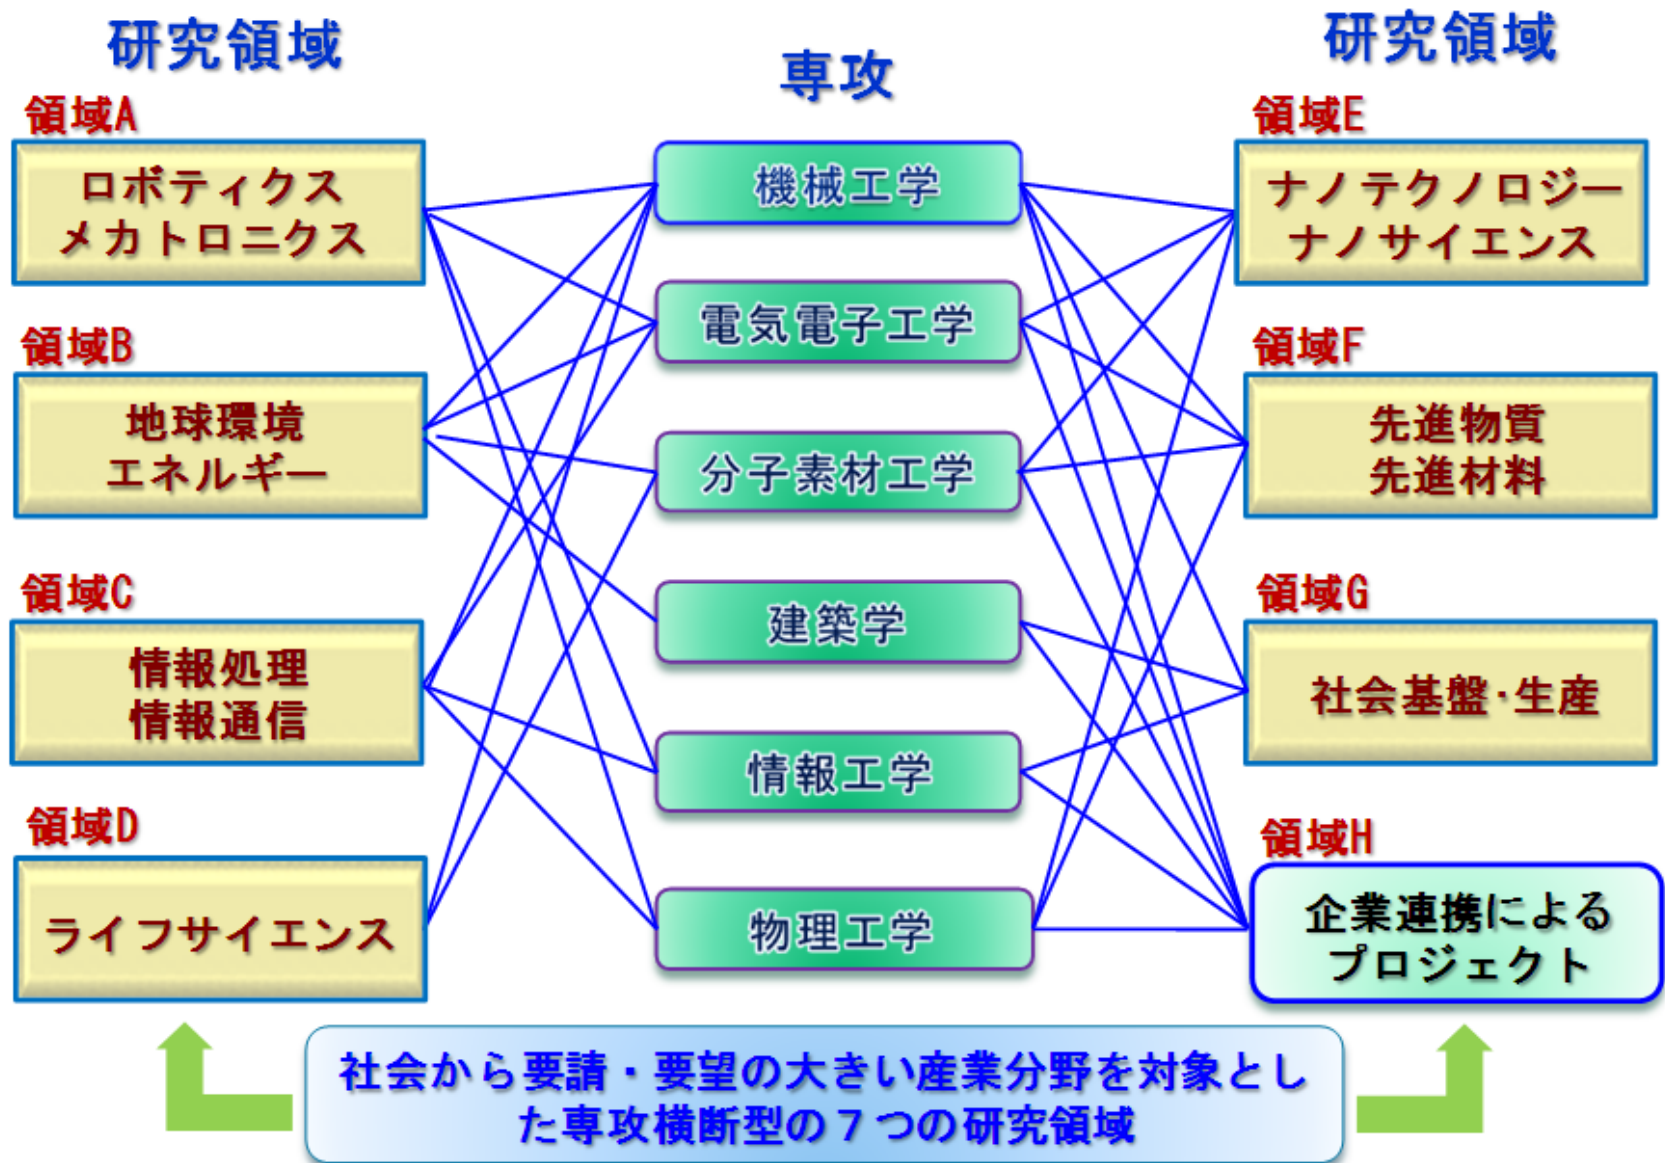 研究領域
領域A
ロボティクス
メカトロニクス
領域B
地球環境
エネルギー
領域C
情報処理
情報通信
領域D
ライフサイエンス
専攻
機械工学
電気電子工学
分子素材工学
建築学
情報工学
物理工学
研究領域
領域E
ナノテクノロジー
ナノサイエンス
領域F
先進物質
先進材料
領域G
社会基盤・生産
領域H
企業連携による
プロジェクト
社会から要請・要望の大きい産業分野を対象とし
た専攻横断型の７つの研究領域